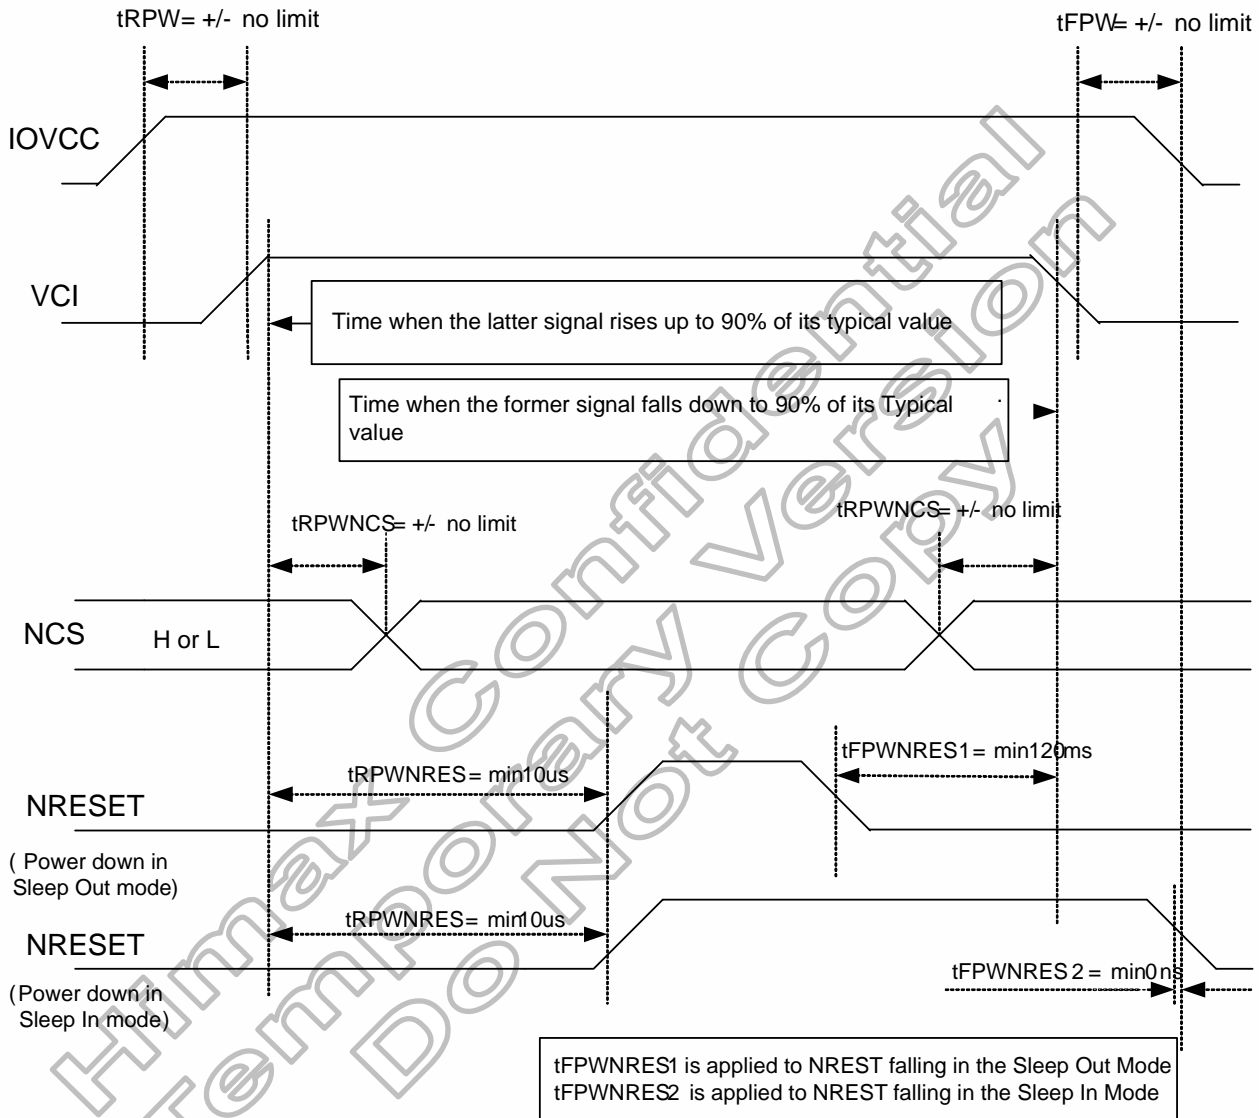 tRPW= +/- no limit
tFPW= +/- no limit
IOVCC
VCI
Time when the latter signal rises up to 90% of its typical value
Time when the former signal falls down to 90% of its Typical
value
tRPWNCS= +/- no limit
tRPWNCS= +/- no limit
NCS
H or L
tFPWNRES1= min120ms
tRPWNRES= min10us
NRESET
( Power down in
Sleep Out mode)
tRPWNRES= min10us
NRESET
tFPWNRES2 = min0ns
(Power down in
Sleep In mode)
tFPWNRES1 is applied to NREST falling in the Sleep Out Mode
tFPWNRES2 is applied to NREST falling in the Sleep In Mode
Himax Confidential
Temporary Version
Do Not Copy